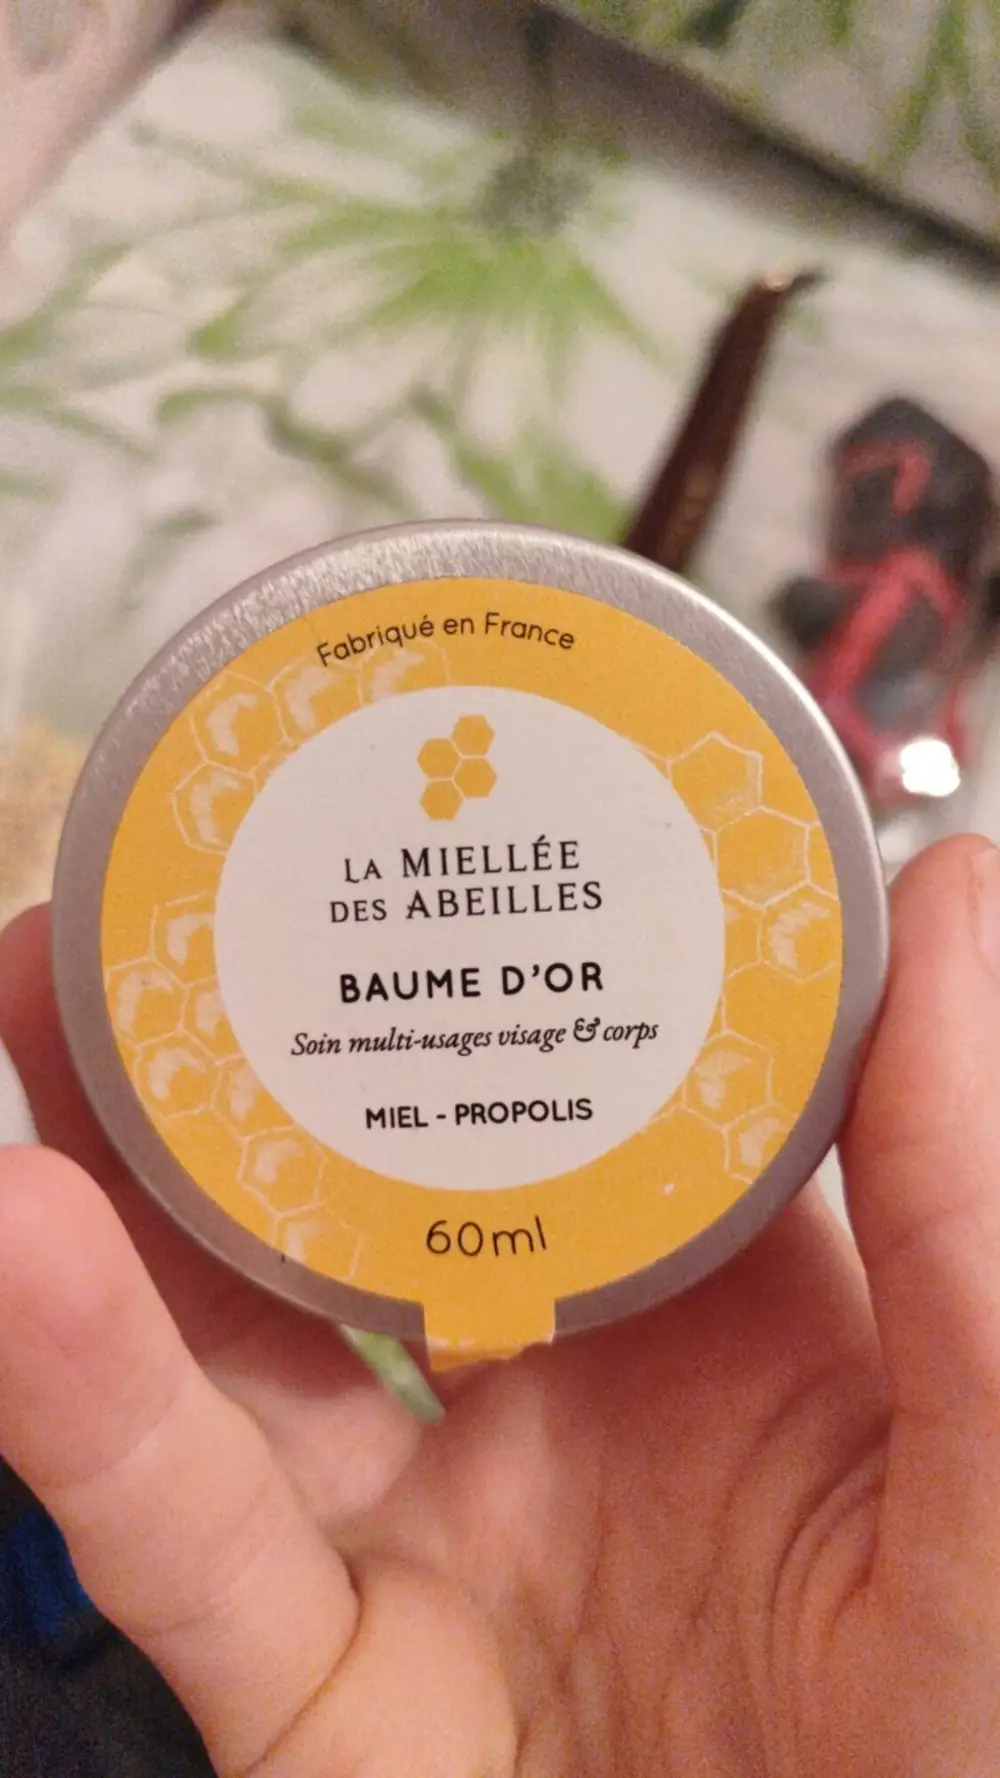 Fabriqué en France
LA MIELLÉE
DES ABEILLES
BAUME D'OR
Soin multi-usages visage & corps
MIEL - PROPOLIS
60ml